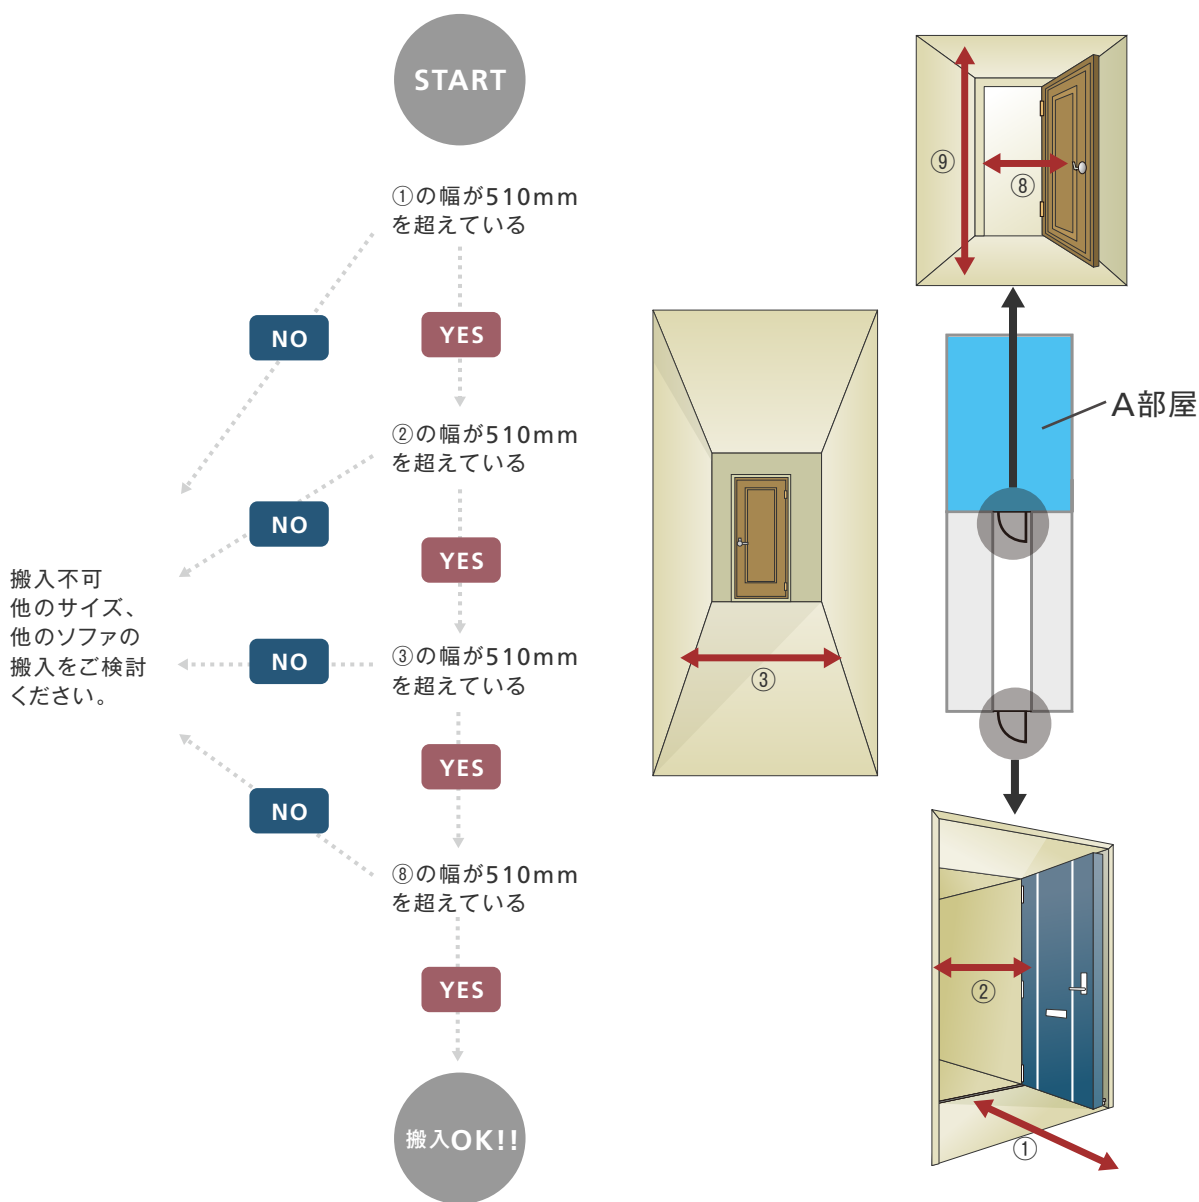 START
①の幅が510mm
を超えている
NO
YES
②の幅が510mm
を超えている
NO
YES
搬入不可
他のサイズ、
他のソファの
搬入をご検討
ください。
③の幅が510mm
を超えている
NO
YES
⑧の幅が510mm
を超えている
NO
YES
搬入OK!!
③
⑨
⑧
A部屋
②
①